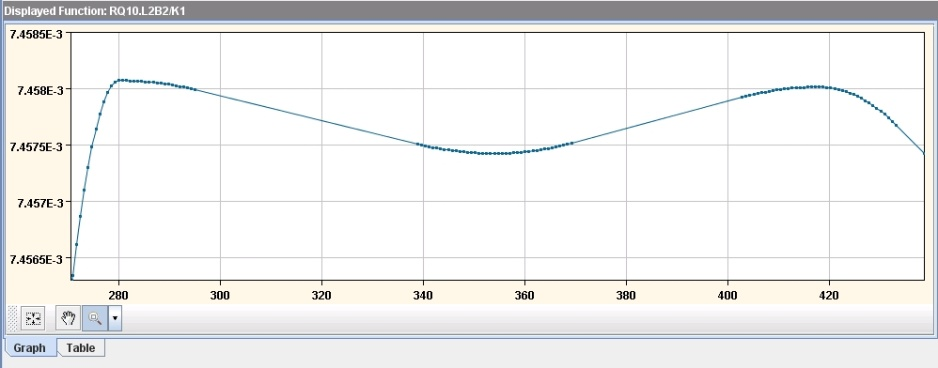 Displayed Function: RQ10.L2B2/K1
7.4585E-3
7.458E-3
7.4575E-3
7.457E-3
7.4565E-3
280 300 320 340 360 380 400 420
Graph Table